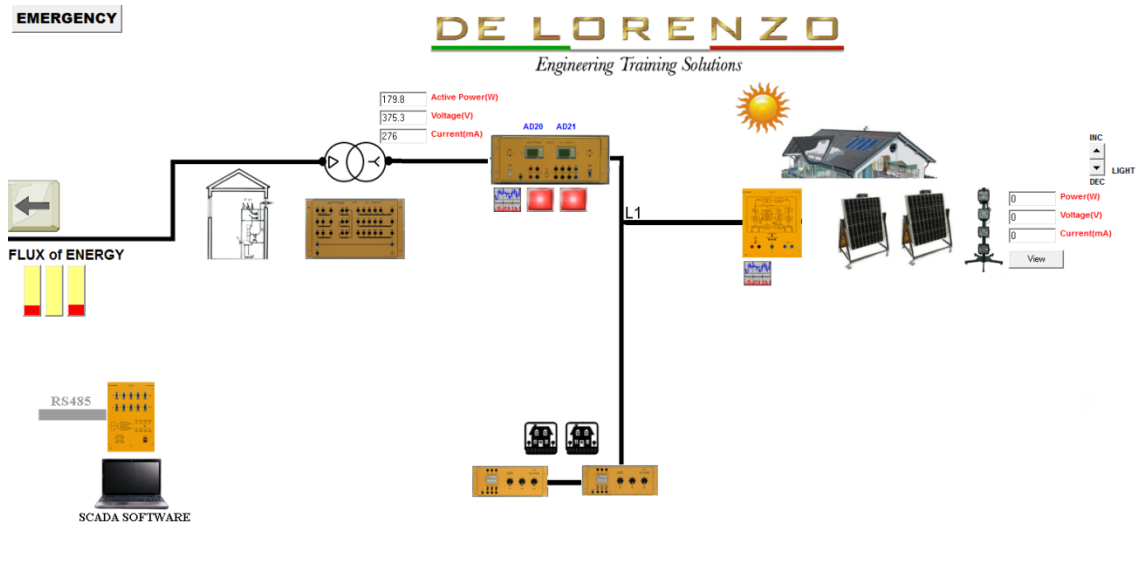 EMERGENCY
DE LORENZO
Engineering Training Solutions
179.8 Active Power(W)
375.3 Voltage(V)
276 Current(mA)
AD20 AD21
INC
LIGHT
DEC
L1
0 Power(W)
0 Voltage(V)
0 Current(mA)
View
FLUX of ENERGY
RS485
SCADA SOFTWARE